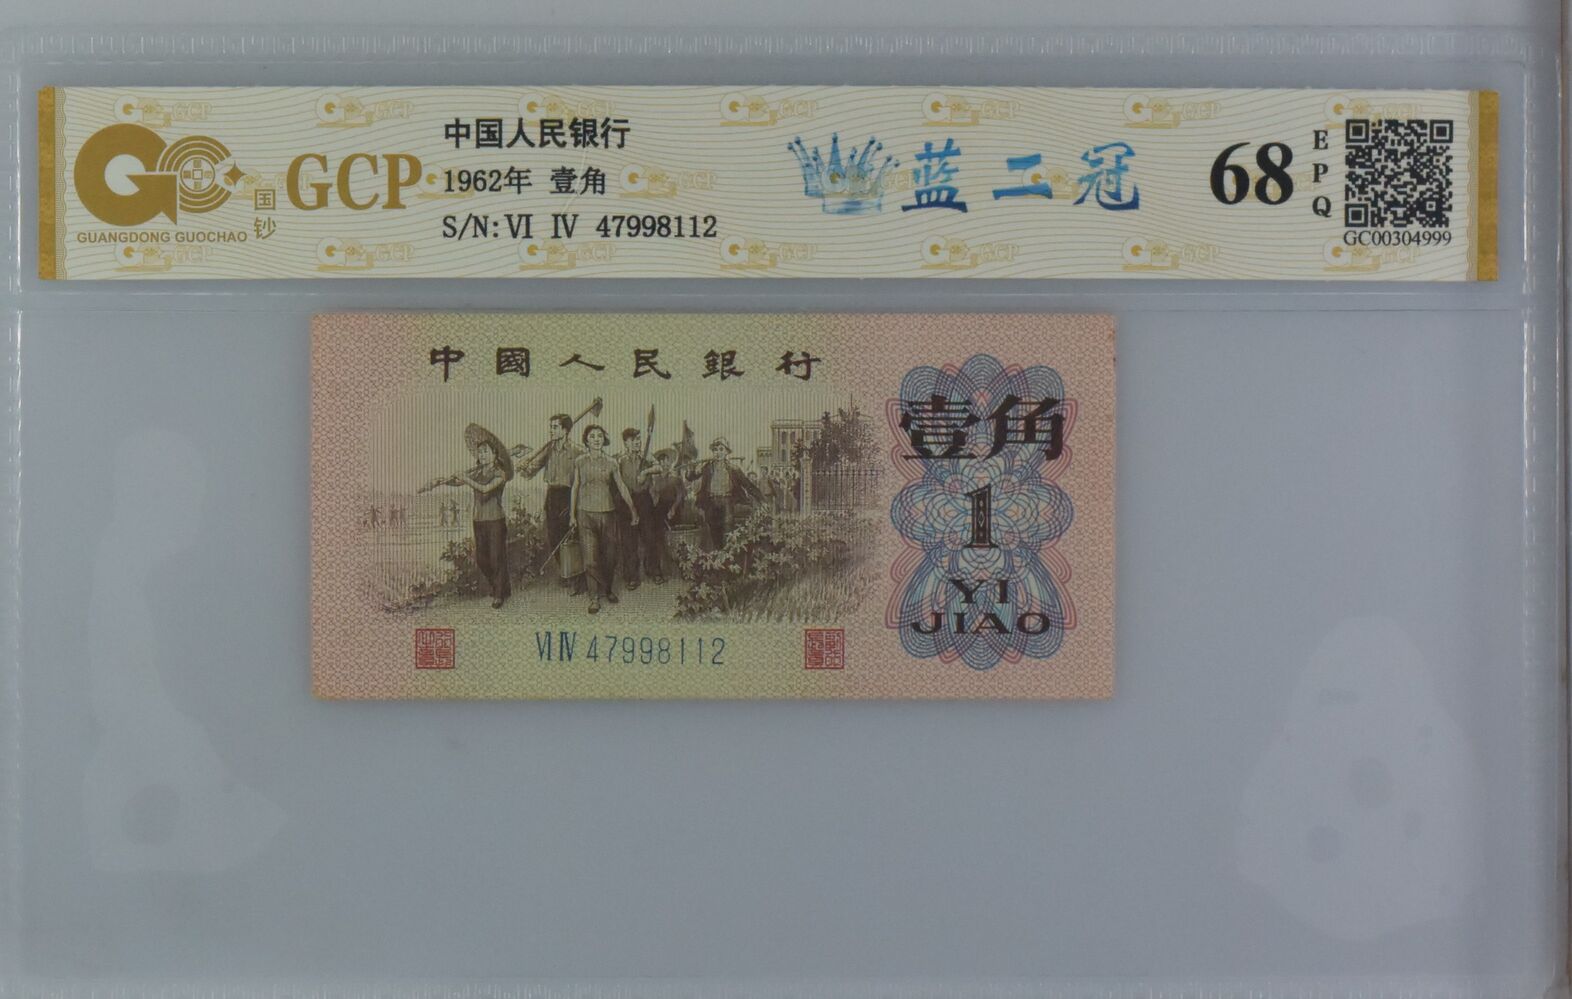 GCP
国钞
GUANGDONG GUOCHAO
中国人民银行
1962年 壹角
S/N: VI IV 47998112
蓝二冠
68
EPQ
GC00304999
中國人民銀行
壹角
1
YI
JIAO
VI IV 47998112